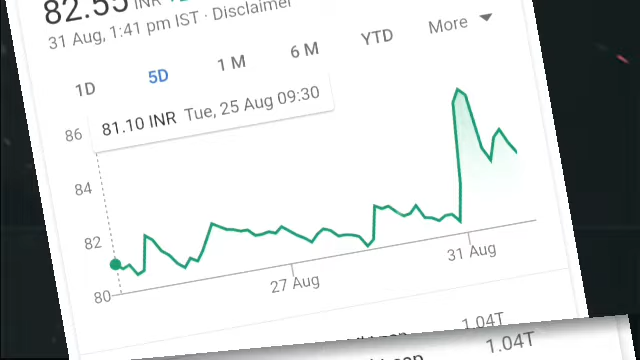 82.55 INR
31 Aug, 1:41 pm IST · Disclaimer
1D 5D 1 M 6 M YTD More
81.10 INR Tue, 25 Aug 09:30
86
84
82
80
27 Aug 31 Aug
1.04T
1.04T